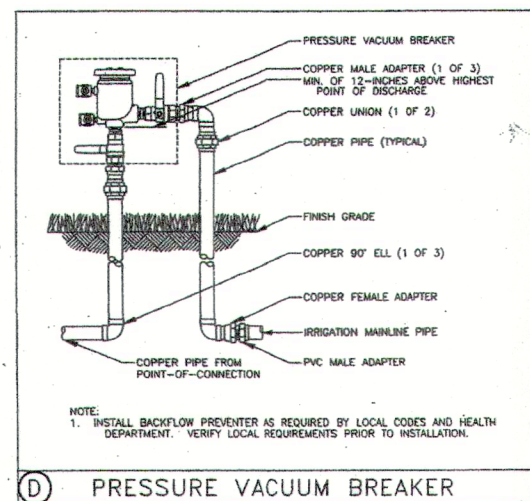 PRESSURE VACUUM BREAKER
COPPER MALE ADAPTER (1 OF 3)
MIN. OF 12-INCHES ABOVE HIGHEST
POINT OF DISCHARGE
COPPER UNION (1 OF 2)
COPPER PIPE (TYPICAL)
FINISH GRADE
COPPER 90° ELL (1 OF 3)
COPPER FEMALE ADAPTER
IRRIGATION MAINLINE PIPE
PVC MALE ADAPTER
COPPER PIPE FROM
POINT-OF-CONNECTION
NOTE:
1. INSTALL BACKFLOW PREVENTER AS REQUIRED BY LOCAL CODES AND HEALTH
DEPARTMENT. VERIFY LOCAL REQUIREMENTS PRIOR TO INSTALLATION.
D PRESSURE VACUUM BREAKER